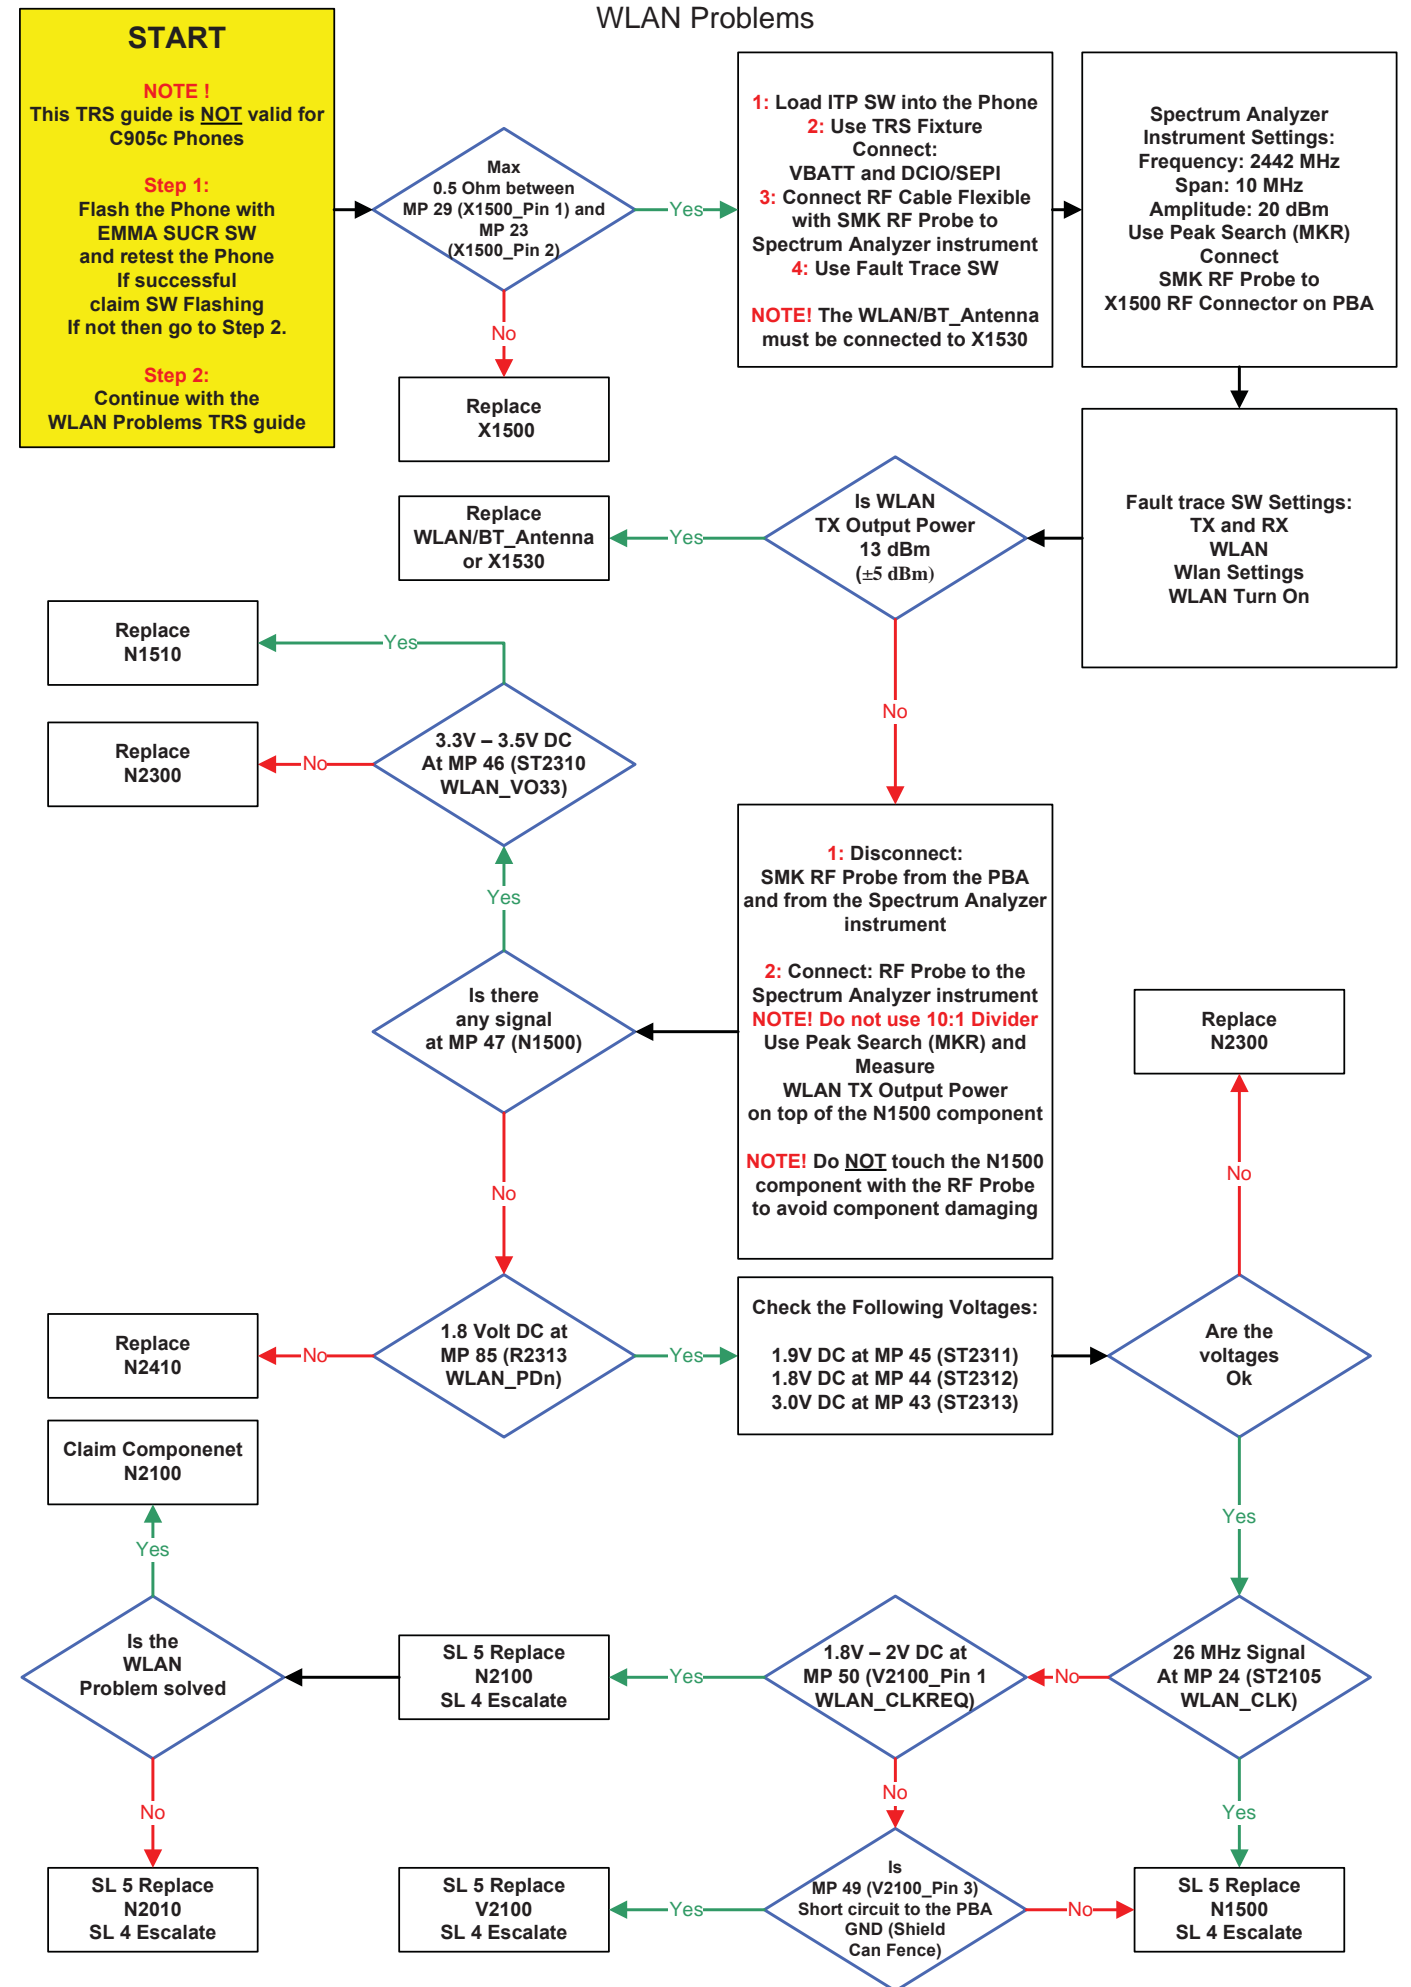 WLAN Problems
START
NOTE !
This TRS guide is NOT valid for
C905c Phones
Step 1:
Flash the Phone with
EMMA SUCR SW
and retest the Phone
If successful
claim SW Flashing
If not then go to Step 2.
Step 2:
Continue with the
WLAN Problems TRS guide
Max
0.5 Ohm between
MP 29 (X1500_Pin 1) and
MP 23
(X1500_Pin 2)
Yes
No
Replace
X1500
1: Load ITP SW into the Phone
2: Use TRS Fixture
Connect:
VBATT and DCIO/SEPI
3: Connect RF Cable Flexible
with SMK RF Probe to
Spectrum Analyzer instrument
4: Use Fault Trace SW
NOTE! The WLAN/BT_Antenna
must be connected to X1530
Spectrum Analyzer
Instrument Settings:
Frequency: 2442 MHz
Span: 10 MHz
Amplitude: 20 dBm
Use Peak Search (MKR)
Connect
SMK RF Probe to
X1500 RF Connector on PBA
Fault trace SW Settings:
TX and RX
WLAN
Wlan Settings
WLAN Turn On
Is WLAN
TX Output Power
13 dBm
(±5 dBm)
Yes
No
Replace
WLAN/BT_Antenna
or X1530
Replace
N1510
Yes
Replace
N2300
No
3.3V – 3.5V DC
At MP 46 (ST2310
WLAN_VO33)
Yes
1: Disconnect:
SMK RF Probe from the PBA
and from the Spectrum Analyzer
instrument
2: Connect: RF Probe to the
Spectrum Analyzer instrument
NOTE! Do not use 10:1 Divider
Use Peak Search (MKR) and
Measure
WLAN TX Output Power
on top of the N1500 component
NOTE! Do NOT touch the N1500
component with the RF Probe
to avoid component damaging
Is there
any signal
at MP 47 (N1500)
No
Replace
N2300
No
Replace
N2410
No
1.8 Volt DC at
MP 85 (R2313
WLAN_PDn)
Yes
Check the Following Voltages:
1.9V DC at MP 45 (ST2311)
1.8V DC at MP 44 (ST2312)
3.0V DC at MP 43 (ST2313)
Are the
voltages
Ok
Yes
Claim Componenet
N2100
Yes
Is the
WLAN
Problem solved
No
SL 5 Replace
N2100
SL 4 Escalate
Yes
1.8V – 2V DC at
MP 50 (V2100_Pin 1
WLAN_CLKREQ)
No
No
26 MHz Signal
At MP 24 (ST2105
WLAN_CLK)
Yes
SL 5 Replace
N2010
SL 4 Escalate
SL 5 Replace
V2100
SL 4 Escalate
Yes
Is
MP 49 (V2100_Pin 3)
Short circuit to the PBA
GND (Shield
Can Fence)
No
SL 5 Replace
N1500
SL 4 Escalate